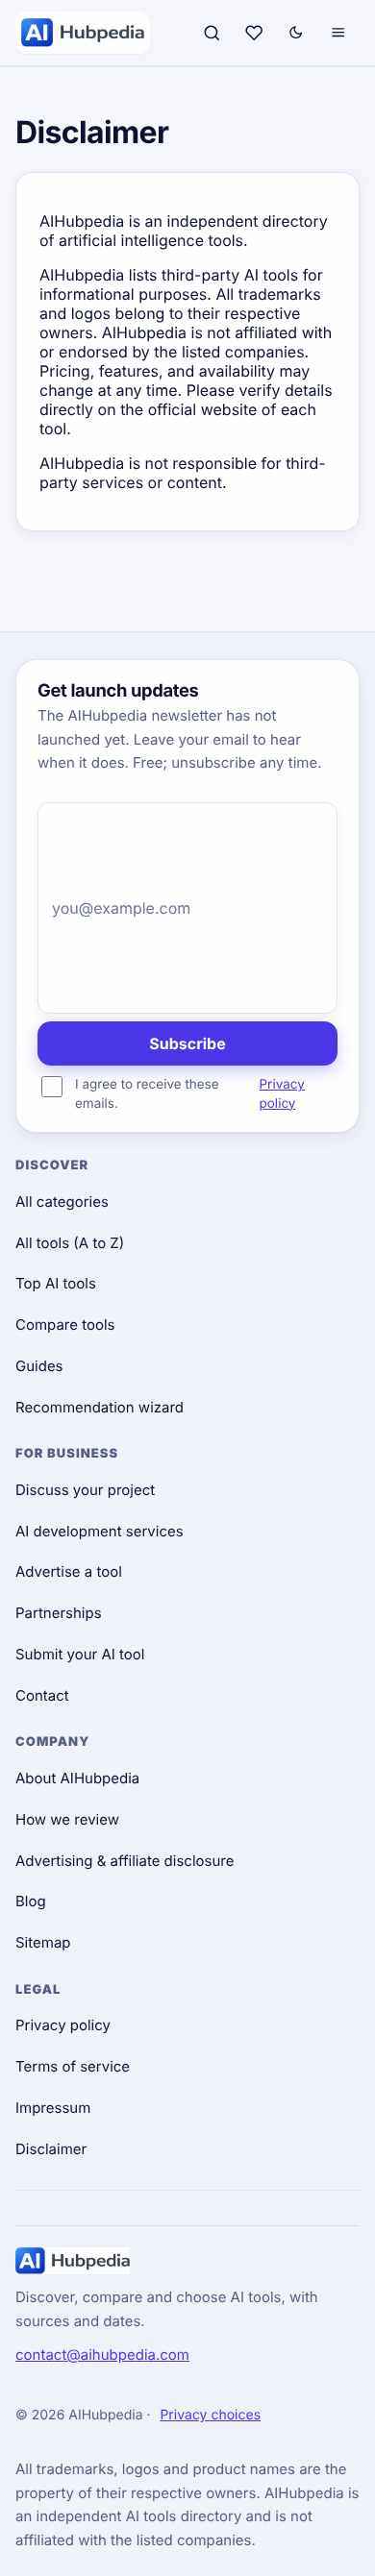 AI Hubpedia
Disclaimer
AIHubpedia is an independent directory
of artificial intelligence tools.
AIHubpedia lists third-party AI tools for
informational purposes. All trademarks
and logos belong to their respective
owners. AIHubpedia is not affiliated with
or endorsed by the listed companies.
Pricing, features, and availability may
change at any time. Please verify details
directly on the official website of each
tool.
AIHubpedia is not responsible for third-
party services or content.
Get launch updates
The AIHubpedia newsletter has not
launched yet. Leave your email to hear
when it does. Free; unsubscribe any time.
you@example.com
Subscribe
I agree to receive these Privacy
emails. policy
DISCOVER
All categories
All tools (A to Z)
Top AI tools
Compare tools
Guides
Recommendation wizard
FOR BUSINESS
Discuss your project
AI development services
Advertise a tool
Partnerships
Submit your AI tool
Contact
COMPANY
About AIHubpedia
How we review
Advertising & affiliate disclosure
Blog
Sitemap
LEGAL
Privacy policy
Terms of service
Impressum
Disclaimer
AI Hubpedia
Discover, compare and choose AI tools, with
sources and dates.
contact@aihubpedia.com
© 2026 AIHubpedia · Privacy choices
All trademarks, logos and product names are the
property of their respective owners. AIHubpedia is
an independent AI tools directory and is not
affiliated with the listed companies.